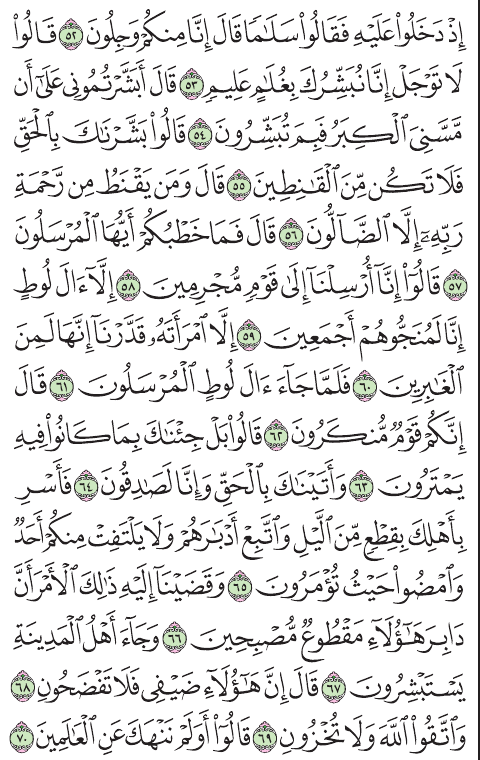 إِذْ دَخَلُوا۟ عَلَيْهِ فَقَالُوا۟ سَلَـٰمًا قَالَ إِنَّا مِنكُمْ وَجِلُونَ ٥٢ قَالُوا۟
لَا تَوْجَلْ إِنَّا نُبَشِّرُكَ بِغُلَـٰمٍ عَلِيمٍ ٥٣ قَالَ أَبَشَّرْتُمُونِى عَلَىٰٓ أَن
مَّسَّنِىَ ٱلْكِبَرُ فَبِمَ تُبَشِّرُونَ ٥٤ قَالُوا۟ بَشَّرْنَـٰكَ بِٱلْحَقِّ
فَلَا تَكُن مِّنَ ٱلْقَـٰنِطِينَ ٥٥ قَالَ وَمَن يَقْنَطُ مِن رَّحْمَةِ
رَبِّهِۦٓ إِلَّا ٱلضَّآلُّونَ ٥٦ قَالَ فَمَا خَطْبُكُمْ أَيُّهَا ٱلْمُرْسَلُونَ
٥٧ قَالُوٓا۟ إِنَّآ أُرْسِلْنَآ إِلَىٰ قَوْمٍ مُّجْرِمِينَ ٥٨ إِلَّآ ءَالَ لُوطٍ
إِنَّا لَمُنَجُّوهُمْ أَجْمَعِينَ ٥٩ إِلَّا ٱمْرَأَتَهُۥ قَدَّرْنَآ إِنَّهَا لَمِنَ
ٱلْغَـٰبِرِينَ ٦٠ فَلَمَّا جَآءَ ءَالَ لُوطٍ ٱلْمُرْسَلُونَ ٦١ قَالَ
إِنَّكُمْ قَوْمٌ مُّنكَرُونَ ٦٢ قَالُوا۟ بَلْ جِئْنَـٰكَ بِمَا كَانُوا۟ فِيهِ
يَمْتَرُونَ ٦٣ وَأَتَيْنَـٰكَ بِٱلْحَقِّ وَإِنَّا لَصَـٰدِقُونَ ٦٤ فَأَسْرِ
بِأَهْلِكَ بِقِطْعٍ مِّنَ ٱلَّيْلِ وَٱتَّبِعْ أَدْبَـٰرَهُمْ وَلَا يَلْتَفِتْ مِنكُمْ أَحَدٌ
وَٱمْضُوا۟ حَيْثُ تُؤْمَرُونَ ٦٥ وَقَضَيْنَآ إِلَيْهِ ذَٰلِكَ ٱلْأَمْرَ أَنَّ
دَابِرَ هَـٰٓؤُلَآءِ مَقْطُوعٌ مُّصْبِحِينَ ٦٦ وَجَآءَ أَهْلُ ٱلْمَدِينَةِ
يَسْتَبْشِرُونَ ٦٧ قَالَ إِنَّ هَـٰٓؤُلَآءِ ضَيْفِى فَلَا تَفْضَحُونِ ٦٨
وَٱتَّقُوا۟ ٱللَّهَ وَلَا تُخْزُونِ ٦٩ قَالُوٓا۟ أَوَلَمْ نَنْهَكَ عَنِ ٱلْعَـٰلَمِينَ ٧٠